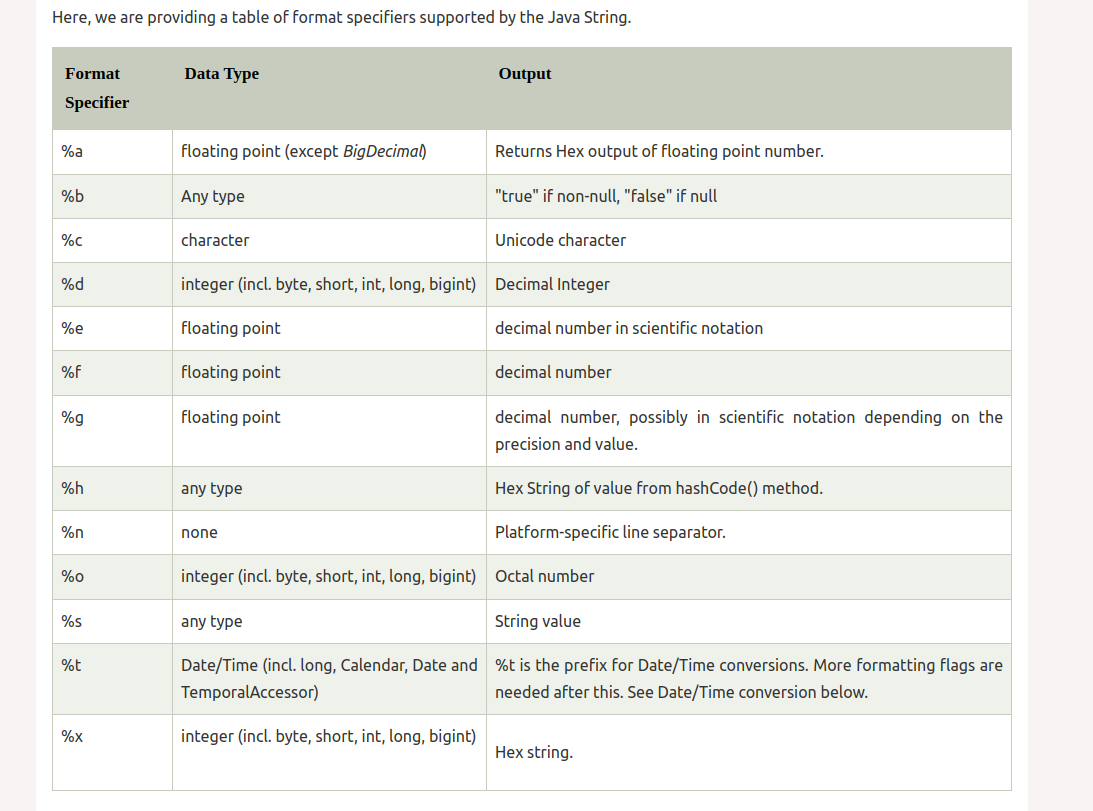 Here, we are providing a table of format specifiers supported by the Java String.
Format Specifier Data Type Output
%a floating point (except BigDecimal) Returns Hex output of floating point number.
%b Any type "true" if non-null, "false" if null
%c character Unicode character
%d integer (incl. byte, short, int, long, bigint) Decimal Integer
%e floating point decimal number in scientific notation
%f floating point decimal number
%g floating point decimal number, possibly in scientific notation depending on the
precision and value.
%h any type Hex String of value from hashCode() method.
%n none Platform-specific line separator.
%o integer (incl. byte, short, int, long, bigint) Octal number
%s any type String value
%t Date/Time (incl. long, Calendar, Date and TemporalAccessor) %t is the prefix for Date/Time conversions. More formatting flags are
needed after this. See Date/Time conversion below.
%x integer (incl. byte, short, int, long, bigint) Hex string.